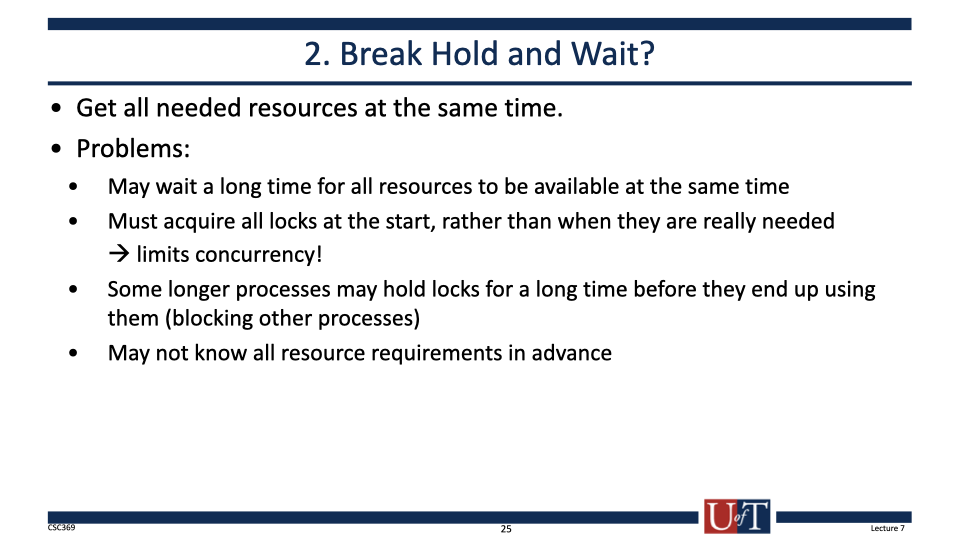 2. Break Hold and Wait?
• Get all needed resources at the same time.
• Problems:
• May wait a long time for all resources to be available at the same time
• Must acquire all locks at the start, rather than when they are really needed
→ limits concurrency!
• Some longer processes may hold locks for a long time before they end up using
them (blocking other processes)
• May not know all resource requirements in advance
CSC369
25
U of T
Lecture 7